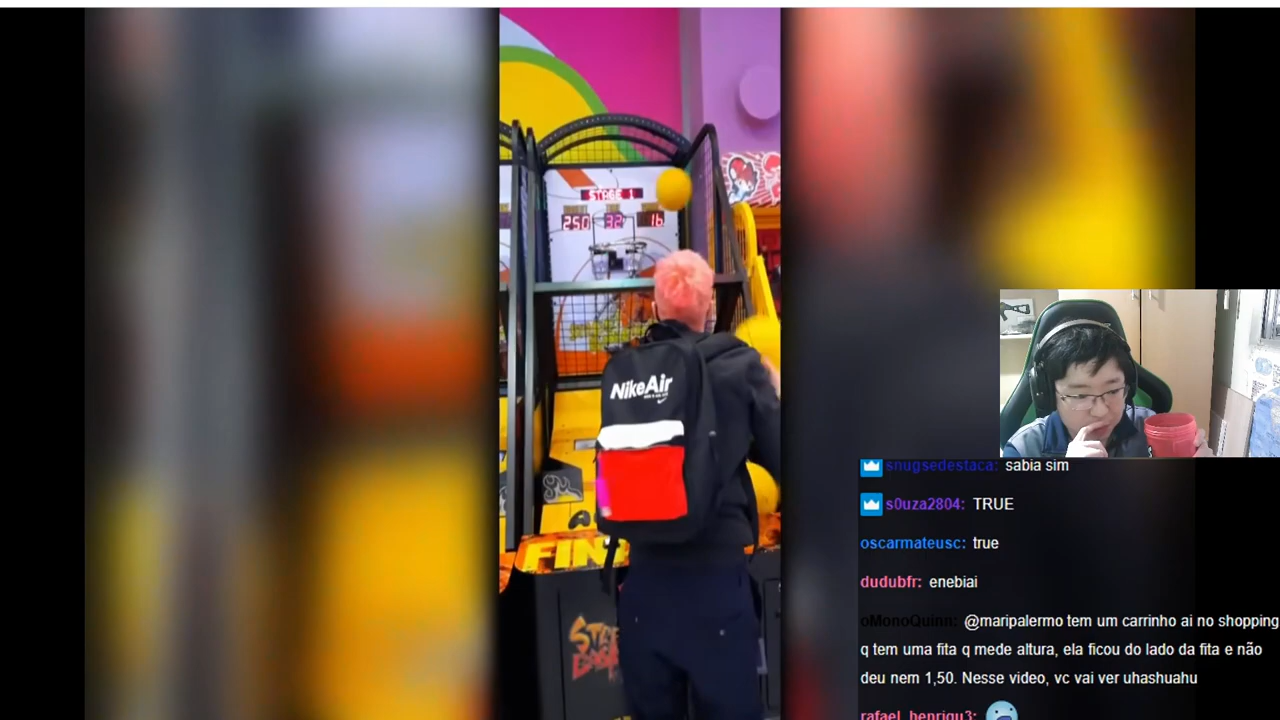 STAGE 1
250 32 16
NikeAir
FINT
snugsedestaca: sabia sim
s0uza2804: TRUE
oscarmateusc: true
dudubfr: enebiai
oMonoQuinn: @maripalermo tem um carrinho ai no shopping
q tem uma fita q mede altura, ela ficou do lado da fita e não
deu nem 1,50. Nesse video, vc vai ver uhashuahu
rafael_henriqu3: